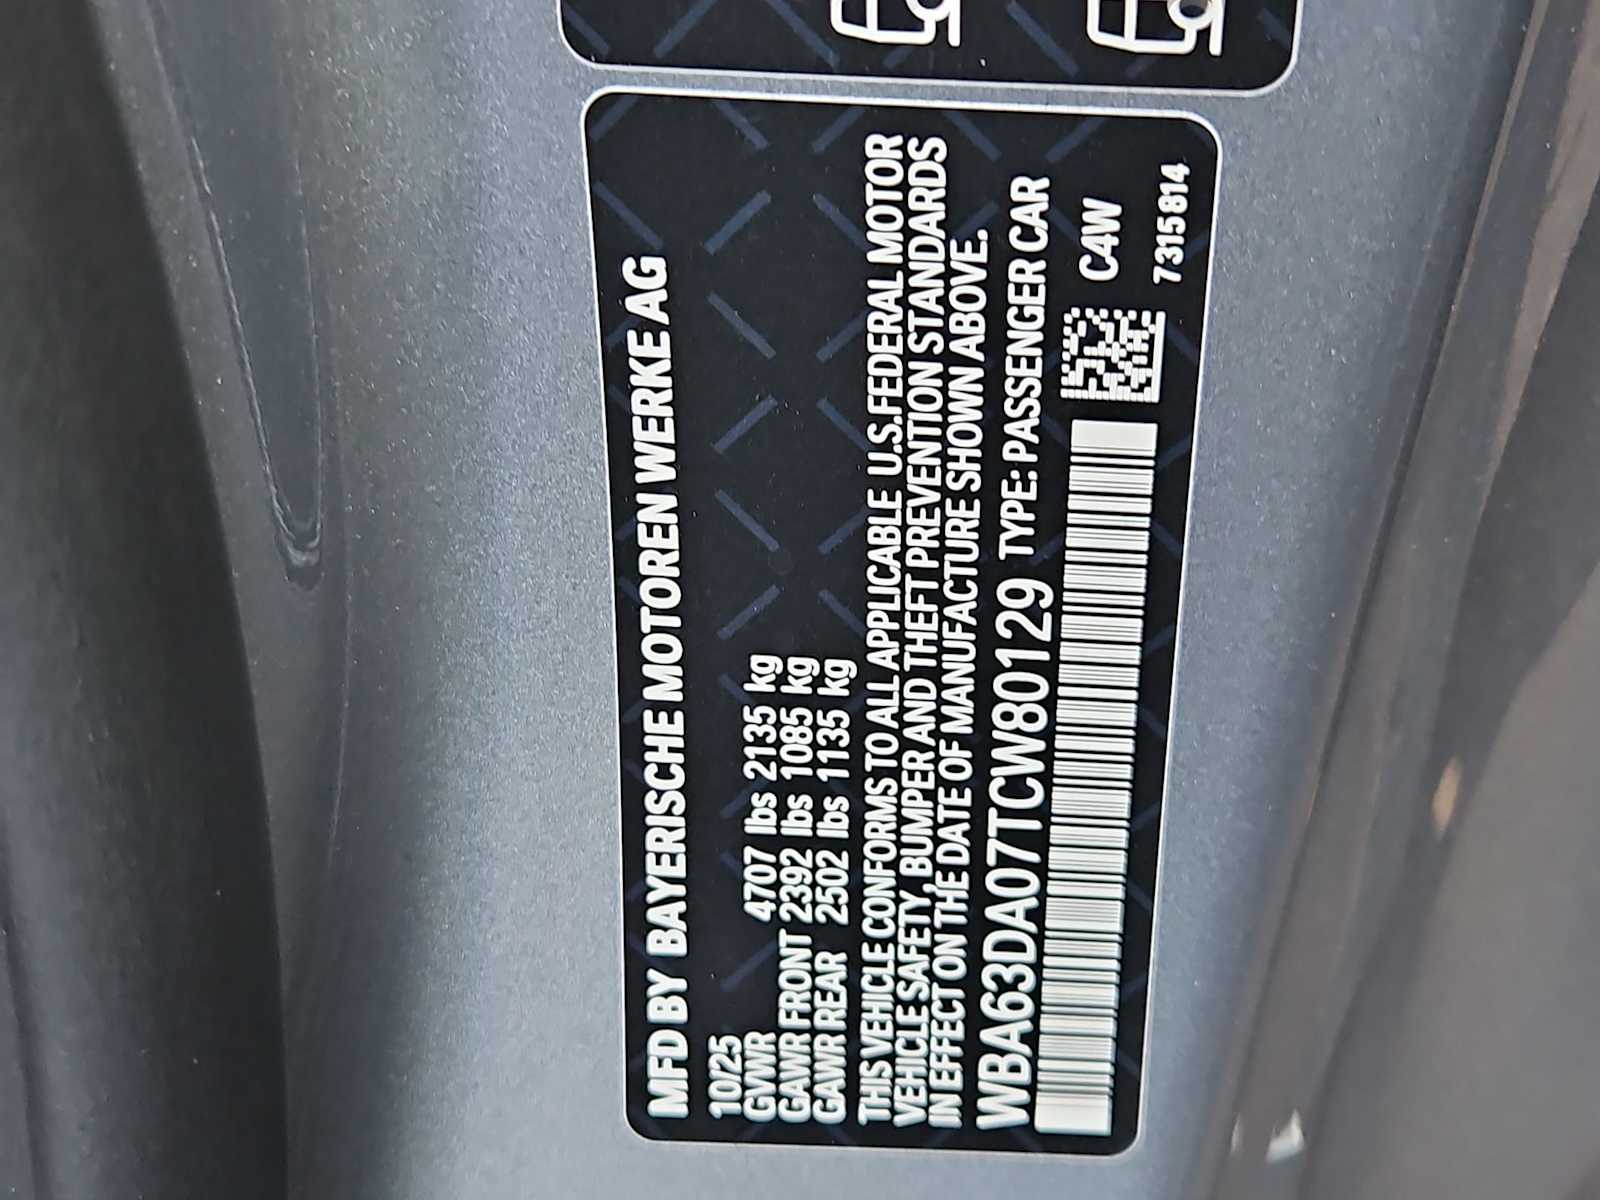 MFD BY BAYERISCHE MOTOREN WERKE AG
10/25
GVWR 4707 lbs 2135 kg
GAWR FRONT 2392 lbs 1085 kg
GAWR REAR 2502 lbs 1135 kg
THIS VEHICLE CONFORMS TO ALL APPLICABLE U.S.FEDERAL MOTOR
VEHICLE SAFETY, BUMPER AND THEFT PREVENTION STANDARDS
IN EFFECT ON THE DATE OF MANUFACTURE SHOWN ABOVE.
WBA63DA07TCW80129 TYPE: PASSENGER CAR
C4W
7315814